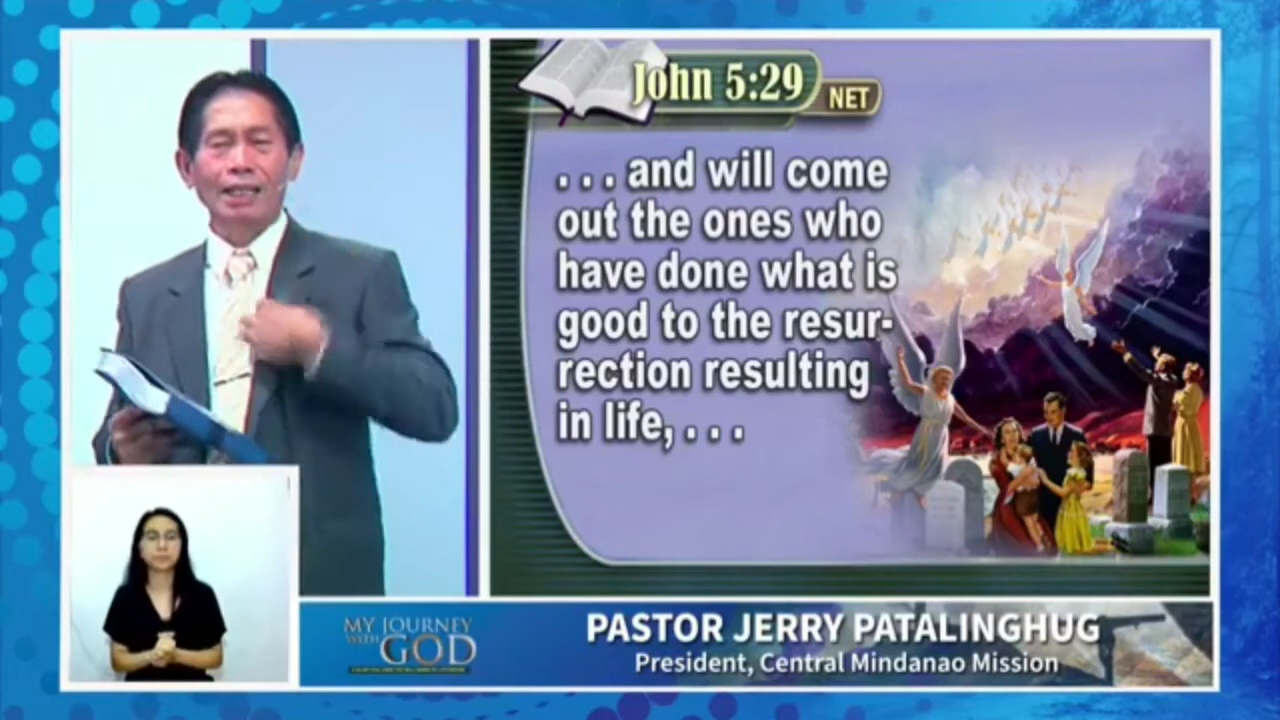 John 5:29
NET
. . . and will come
out the ones who
have done what is
good to the resur-
rection resulting
in life, . . .
MY JOURNEY
WITH
GOD
PASTOR JERRY PATALINGHUG
President, Central Mindanao Mission